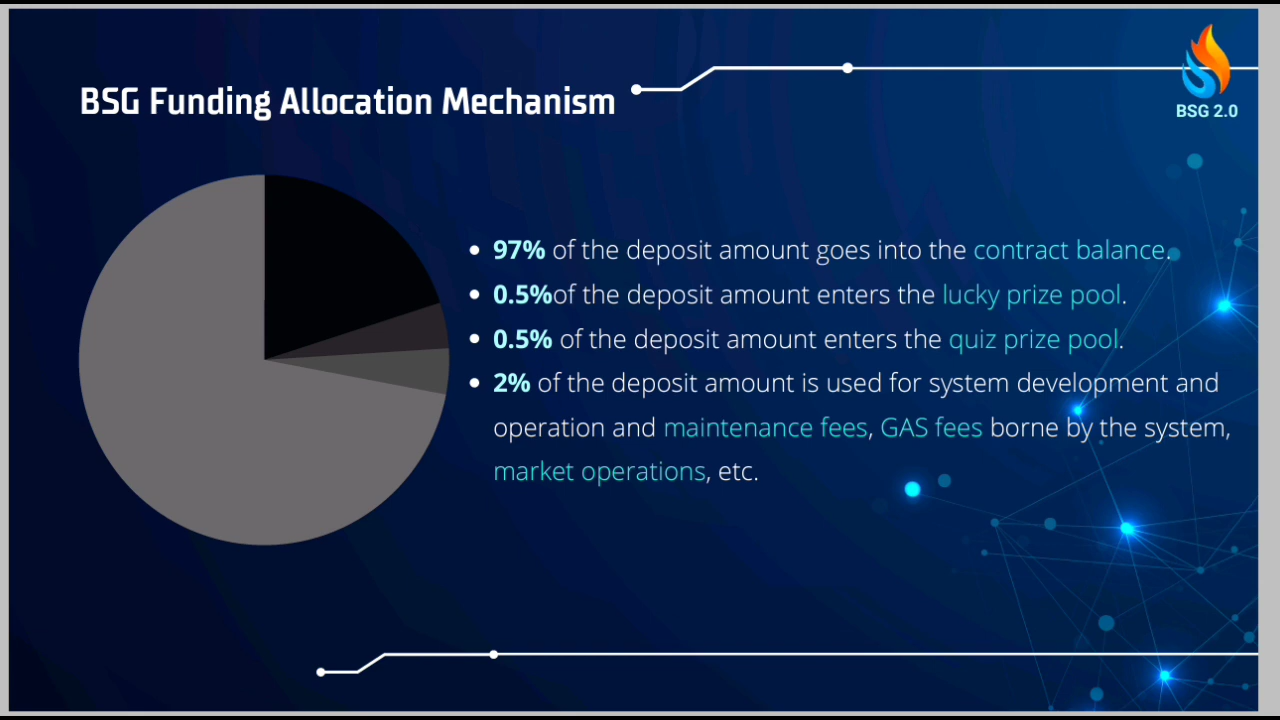 BSG Funding Allocation Mechanism
BSG 2.0
• 97% of the deposit amount goes into the contract balance.
• 0.5%of the deposit amount enters the lucky prize pool.
• 0.5% of the deposit amount enters the quiz prize pool.
• 2% of the deposit amount is used for system development and
operation and maintenance fees, GAS fees borne by the system,
market operations, etc.